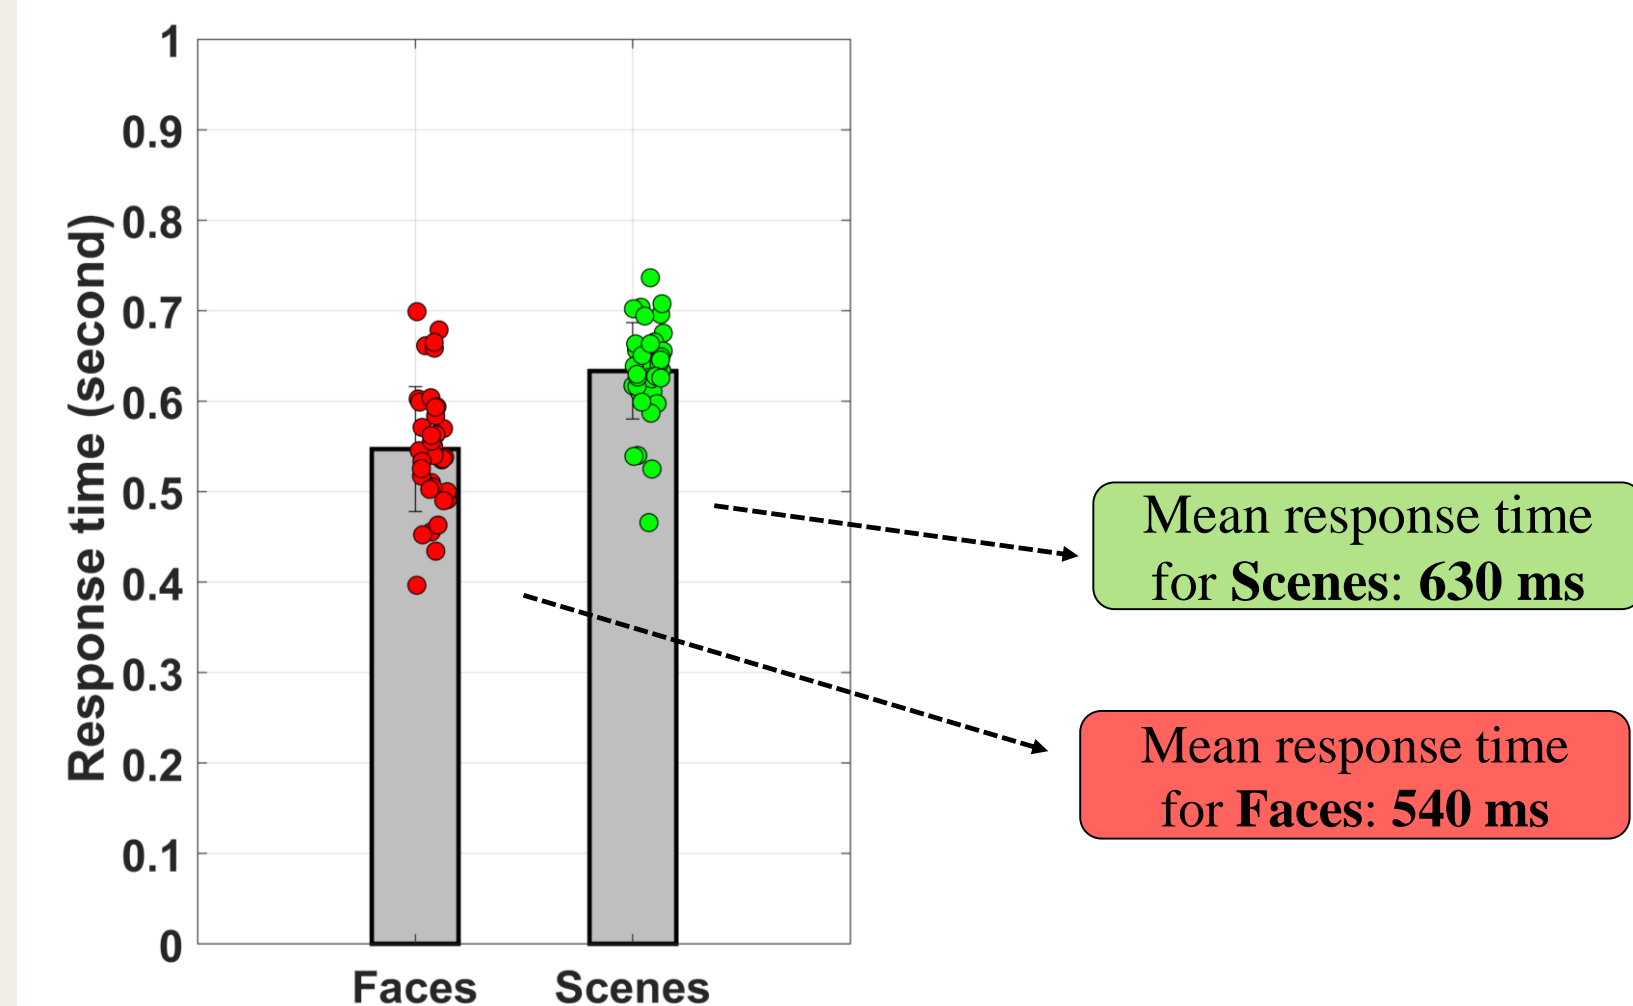 Response time (second)
1
0.9
0.8
0.7
0.6
0.5
0.4
0.3
0.2
0.1
0
Faces
Scenes
Mean response time
for Scenes: 630 ms
Mean response time
for Faces: 540 ms